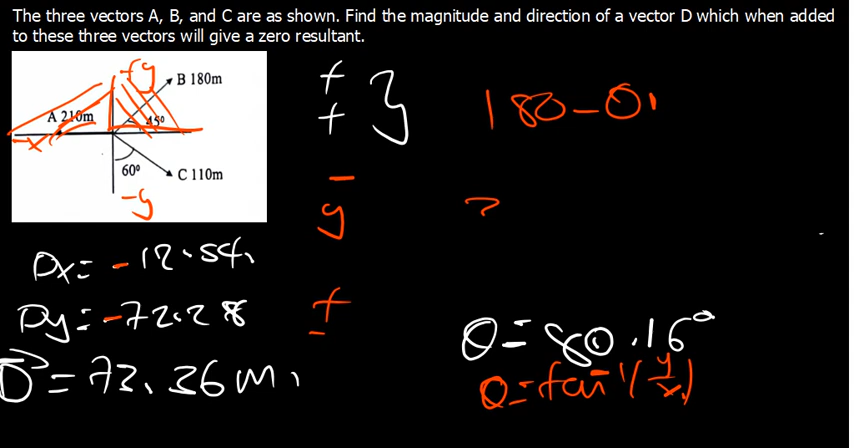 The three vectors A, B, and C are as shown. Find the magnitude and direction of a vector D which when added
to these three vectors will give a zero resultant.
+y
B 180m
A 210m
45°
-x
60°
C 110m
-y
+
+ }
180-θ
-
y
?
+
-
Dx = -12.54
Dy = -72.28
D = 73.36m
θ = 80.16°
θ = tan⁻¹(y/x)